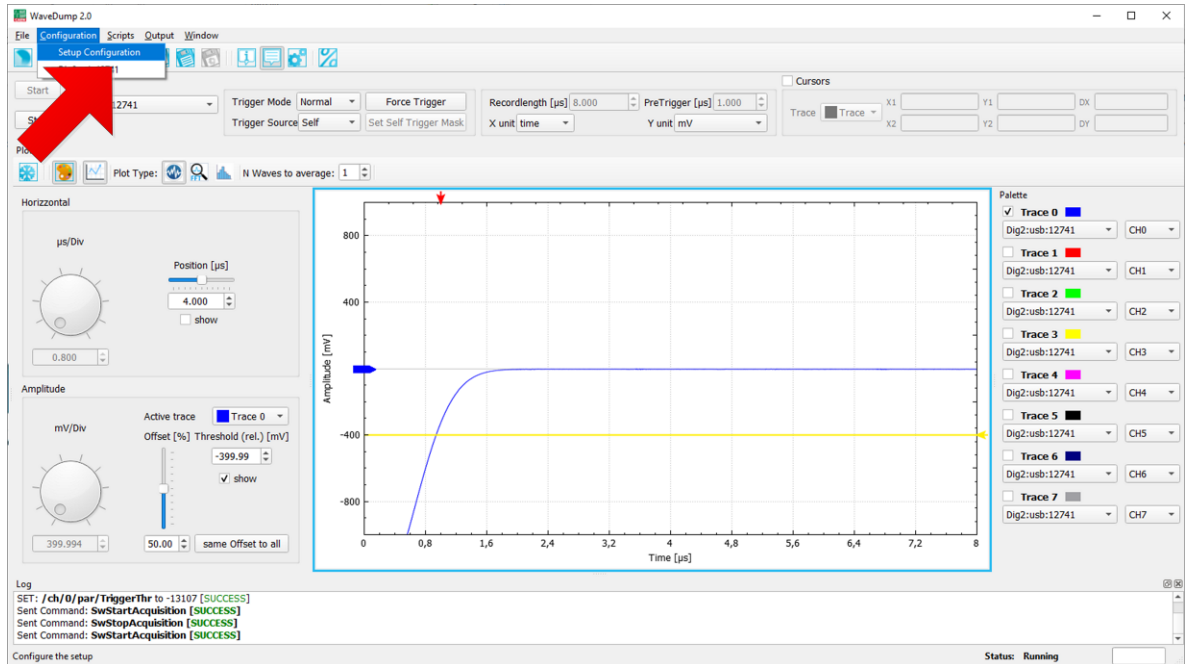 WaveDump 2.0
File Configuration Scripts Output Window
Setup Configuration
12741
Start
12741
Trigger Mode Normal Force Trigger
Trigger Source Self Set Self Trigger Mask
Recordlength [µs] 8.000 PreTrigger [µs] 1.000
X unit time Y unit mV
Cursors
Trace Trace X1 Y1 DX
X2 Y2 DY
Plot Type: N Waves to average: 1
Horizzontal
µs/Div
Position [µs]
4.000
show
0.800
Amplitude
mV/Div
Active trace Trace 0
Offset [%] Threshold (rel.) [mV]
-399.99
show
399.994
50.00 same Offset to all
800
400
0
-400
-800
Amplitude [mV]
0 0,8 1,6 2,4 3,2 4 4,8 5,6 6,4 7,2 8
Time [µs]
Palette
Trace 0
Dig2:usb:12741 CH0
Trace 1
Dig2:usb:12741 CH1
Trace 2
Dig2:usb:12741 CH2
Trace 3
Dig2:usb:12741 CH3
Trace 4
Dig2:usb:12741 CH4
Trace 5
Dig2:usb:12741 CH5
Trace 6
Dig2:usb:12741 CH6
Trace 7
Dig2:usb:12741 CH7
Log
SET: /ch/0/par/TriggerThr to -13107 [SUCCESS]
Sent Command: SwStartAcquisition [SUCCESS]
Sent Command: SwStopAcquisition [SUCCESS]
Sent Command: SwStartAcquisition [SUCCESS]
Configure the setup
Status: Running